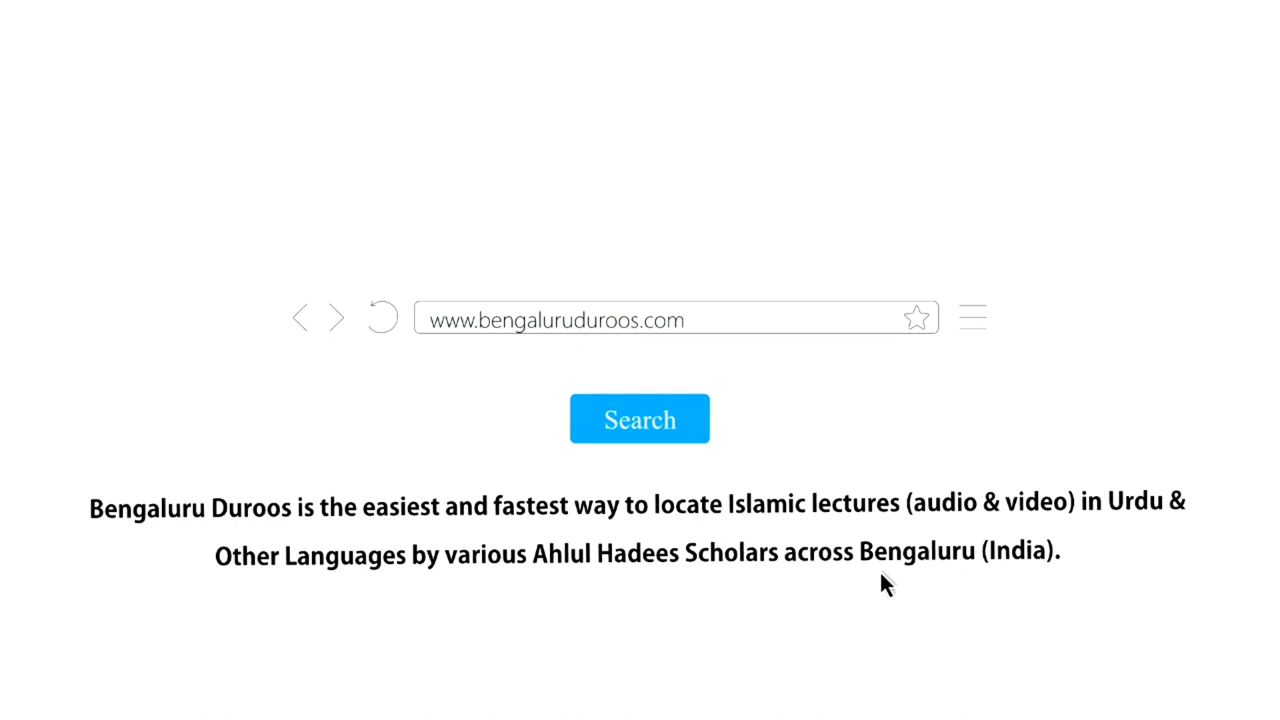 www.bengaluruduroos.com
Search
Bengaluru Duroos is the easiest and fastest way to locate Islamic lectures (audio & video) in Urdu &
Other Languages by various Ahlul Hadees Scholars across Bengaluru (India).